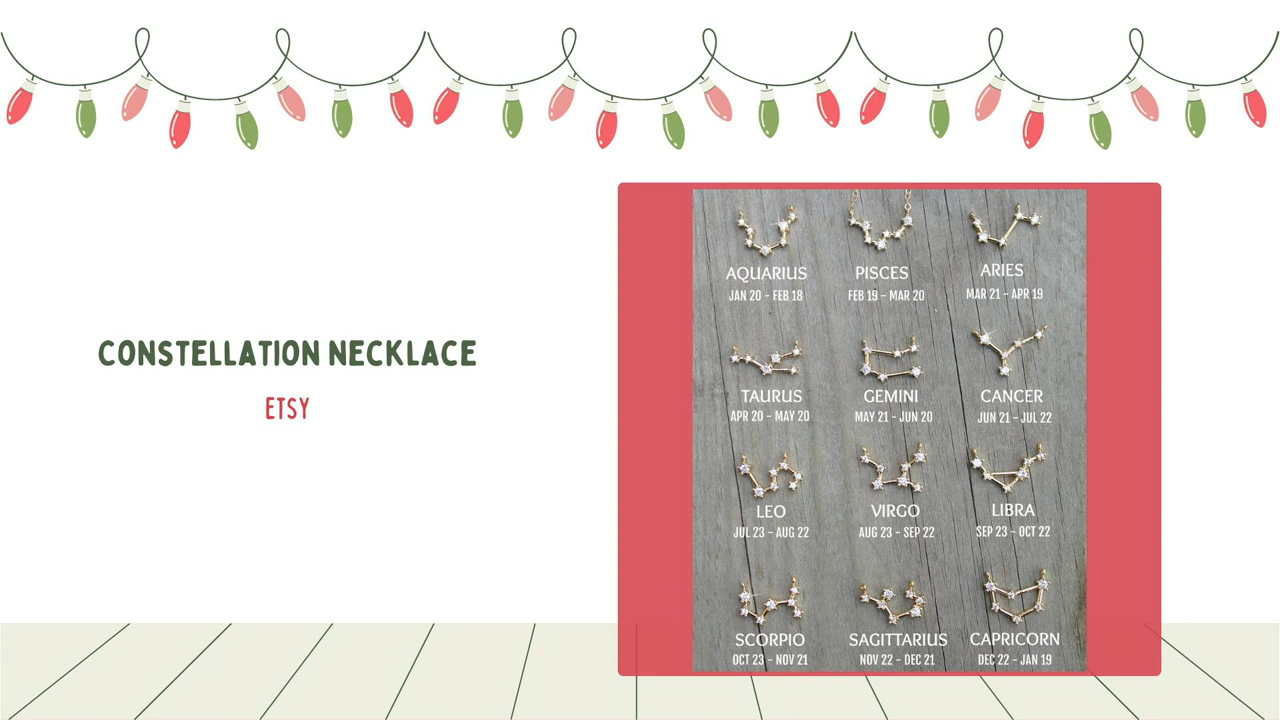 CONSTELLATION NECKLACE
ETSY
AQUARIUS
JAN 20 - FEB 18
PISCES
FEB 19 - MAR 20
ARIES
MAR 21 - APR 19
TAURUS
APR 20 - MAY 20
GEMINI
MAY 21 - JUN 20
CANCER
JUN 21 - JUL 22
LEO
JUL 23 - AUG 22
VIRGO
AUG 23 - SEP 22
LIBRA
SEP 23 - OCT 22
SCORPIO
OCT 23 - NOV 21
SAGITTARIUS
NOV 22 - DEC 21
CAPRICORN
DEC 22 - JAN 19